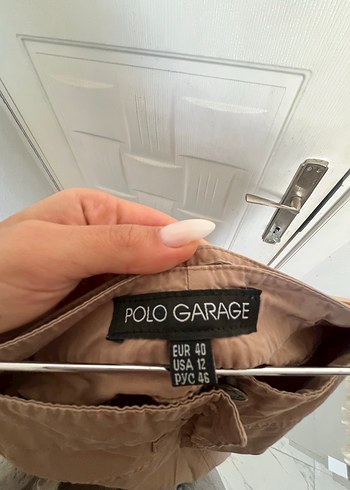 POLO GARAGE
EUR 40
USA 12
РУС 46